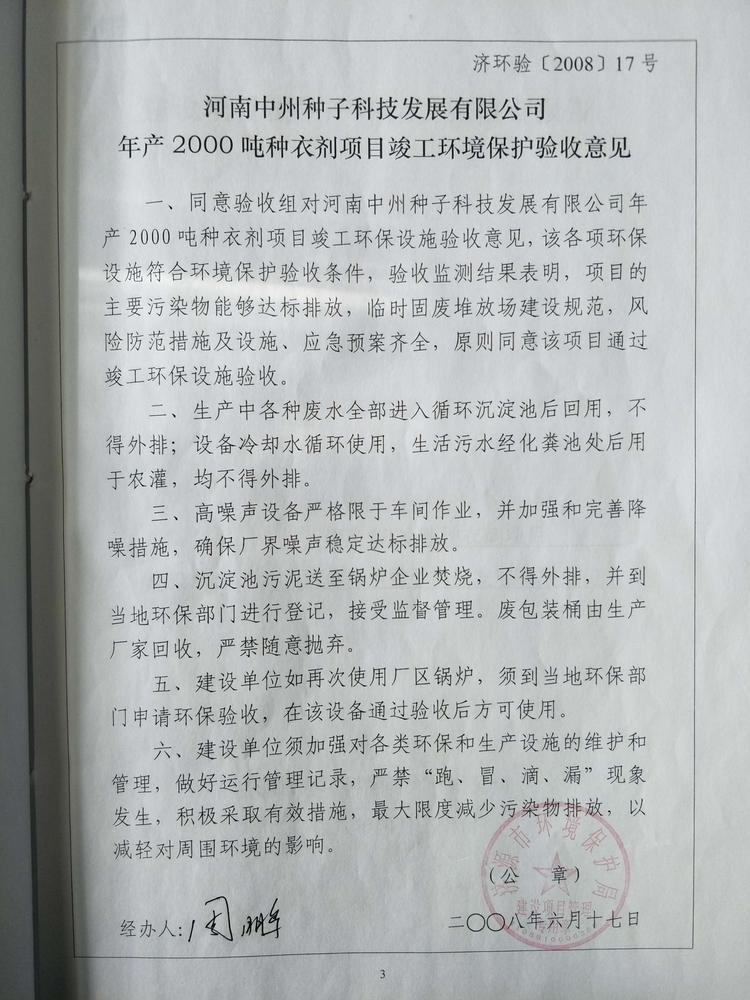 济环验〔2008〕17号
河南中州种子科技发展有限公司
年产2000吨种衣剂项目竣工环境保护验收意见
一、同意验收组对河南中州种子科技发展有限公司年
产2000吨种衣剂项目竣工环保设施验收意见,该各项环保
设施符合环境保护验收条件，验收监测结果表明，项目的
主要污染物能够达标排放，临时固废堆放场建设规范，风
险防范措施及设施、应急预案齐全，原则同意该项目通过
竣工环保设施验收。
二、生产中各种废水全部进入循环沉淀池后回用，不
得外排；设备冷却水循环使用，生活污水经化粪池处后用
于农灌，均不得外排。
三、高噪声设备严格限于车间作业，并加强和完善降
噪措施，确保厂界噪声稳定达标排放。
四、沉淀池污泥送至锅炉企业焚烧，不得外排，并到
当地环保部门进行登记，接受监督管理。废包装桶由生产
厂家回收，严禁随意抛弃。
五、建设单位如再次使用厂区锅炉，须到当地环保部
门申请环保验收，在该设备通过验收后方可使用。
六、建设单位须加强对各类环保和生产设施的维护和
管理，做好运行管理记录，严禁“跑、冒、滴、漏”现象
发生，积极采取有效措施，最大限度减少污染物排放，以
减轻对周围环境的影响。
济源市环境保护局
（公 章）
建设项目管理
经办人：周
二〇〇八年六月十七日
3